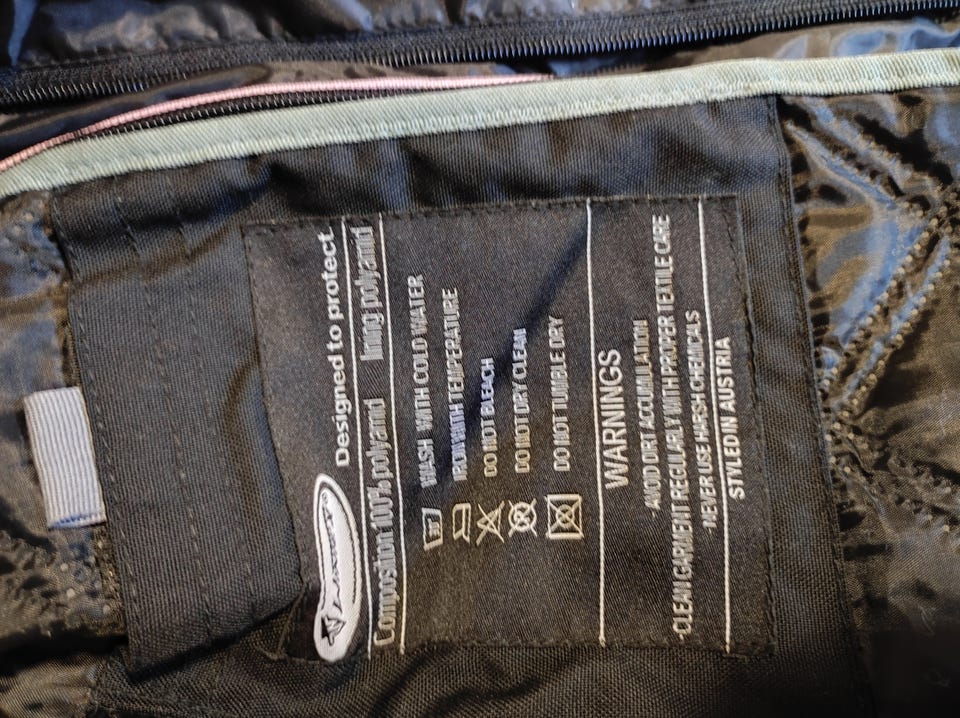 Designed to protect
Composition 100% polyamid lining polyamid
30°
WASH WITH COLD WATER
IRON WITH TEMPERATURE
DO NOT BLEACH
DO NOT DRY CLEAN
DO NOT TUMBLE DRY
WARNINGS
-AVOID DIRT ACCUMULATION
-CLEAN GARMENT REGULARLY WITH PROPER TEXTILE CARE
-NEVER USE HARSH CHEMICALS
STYLED IN AUSTRIA